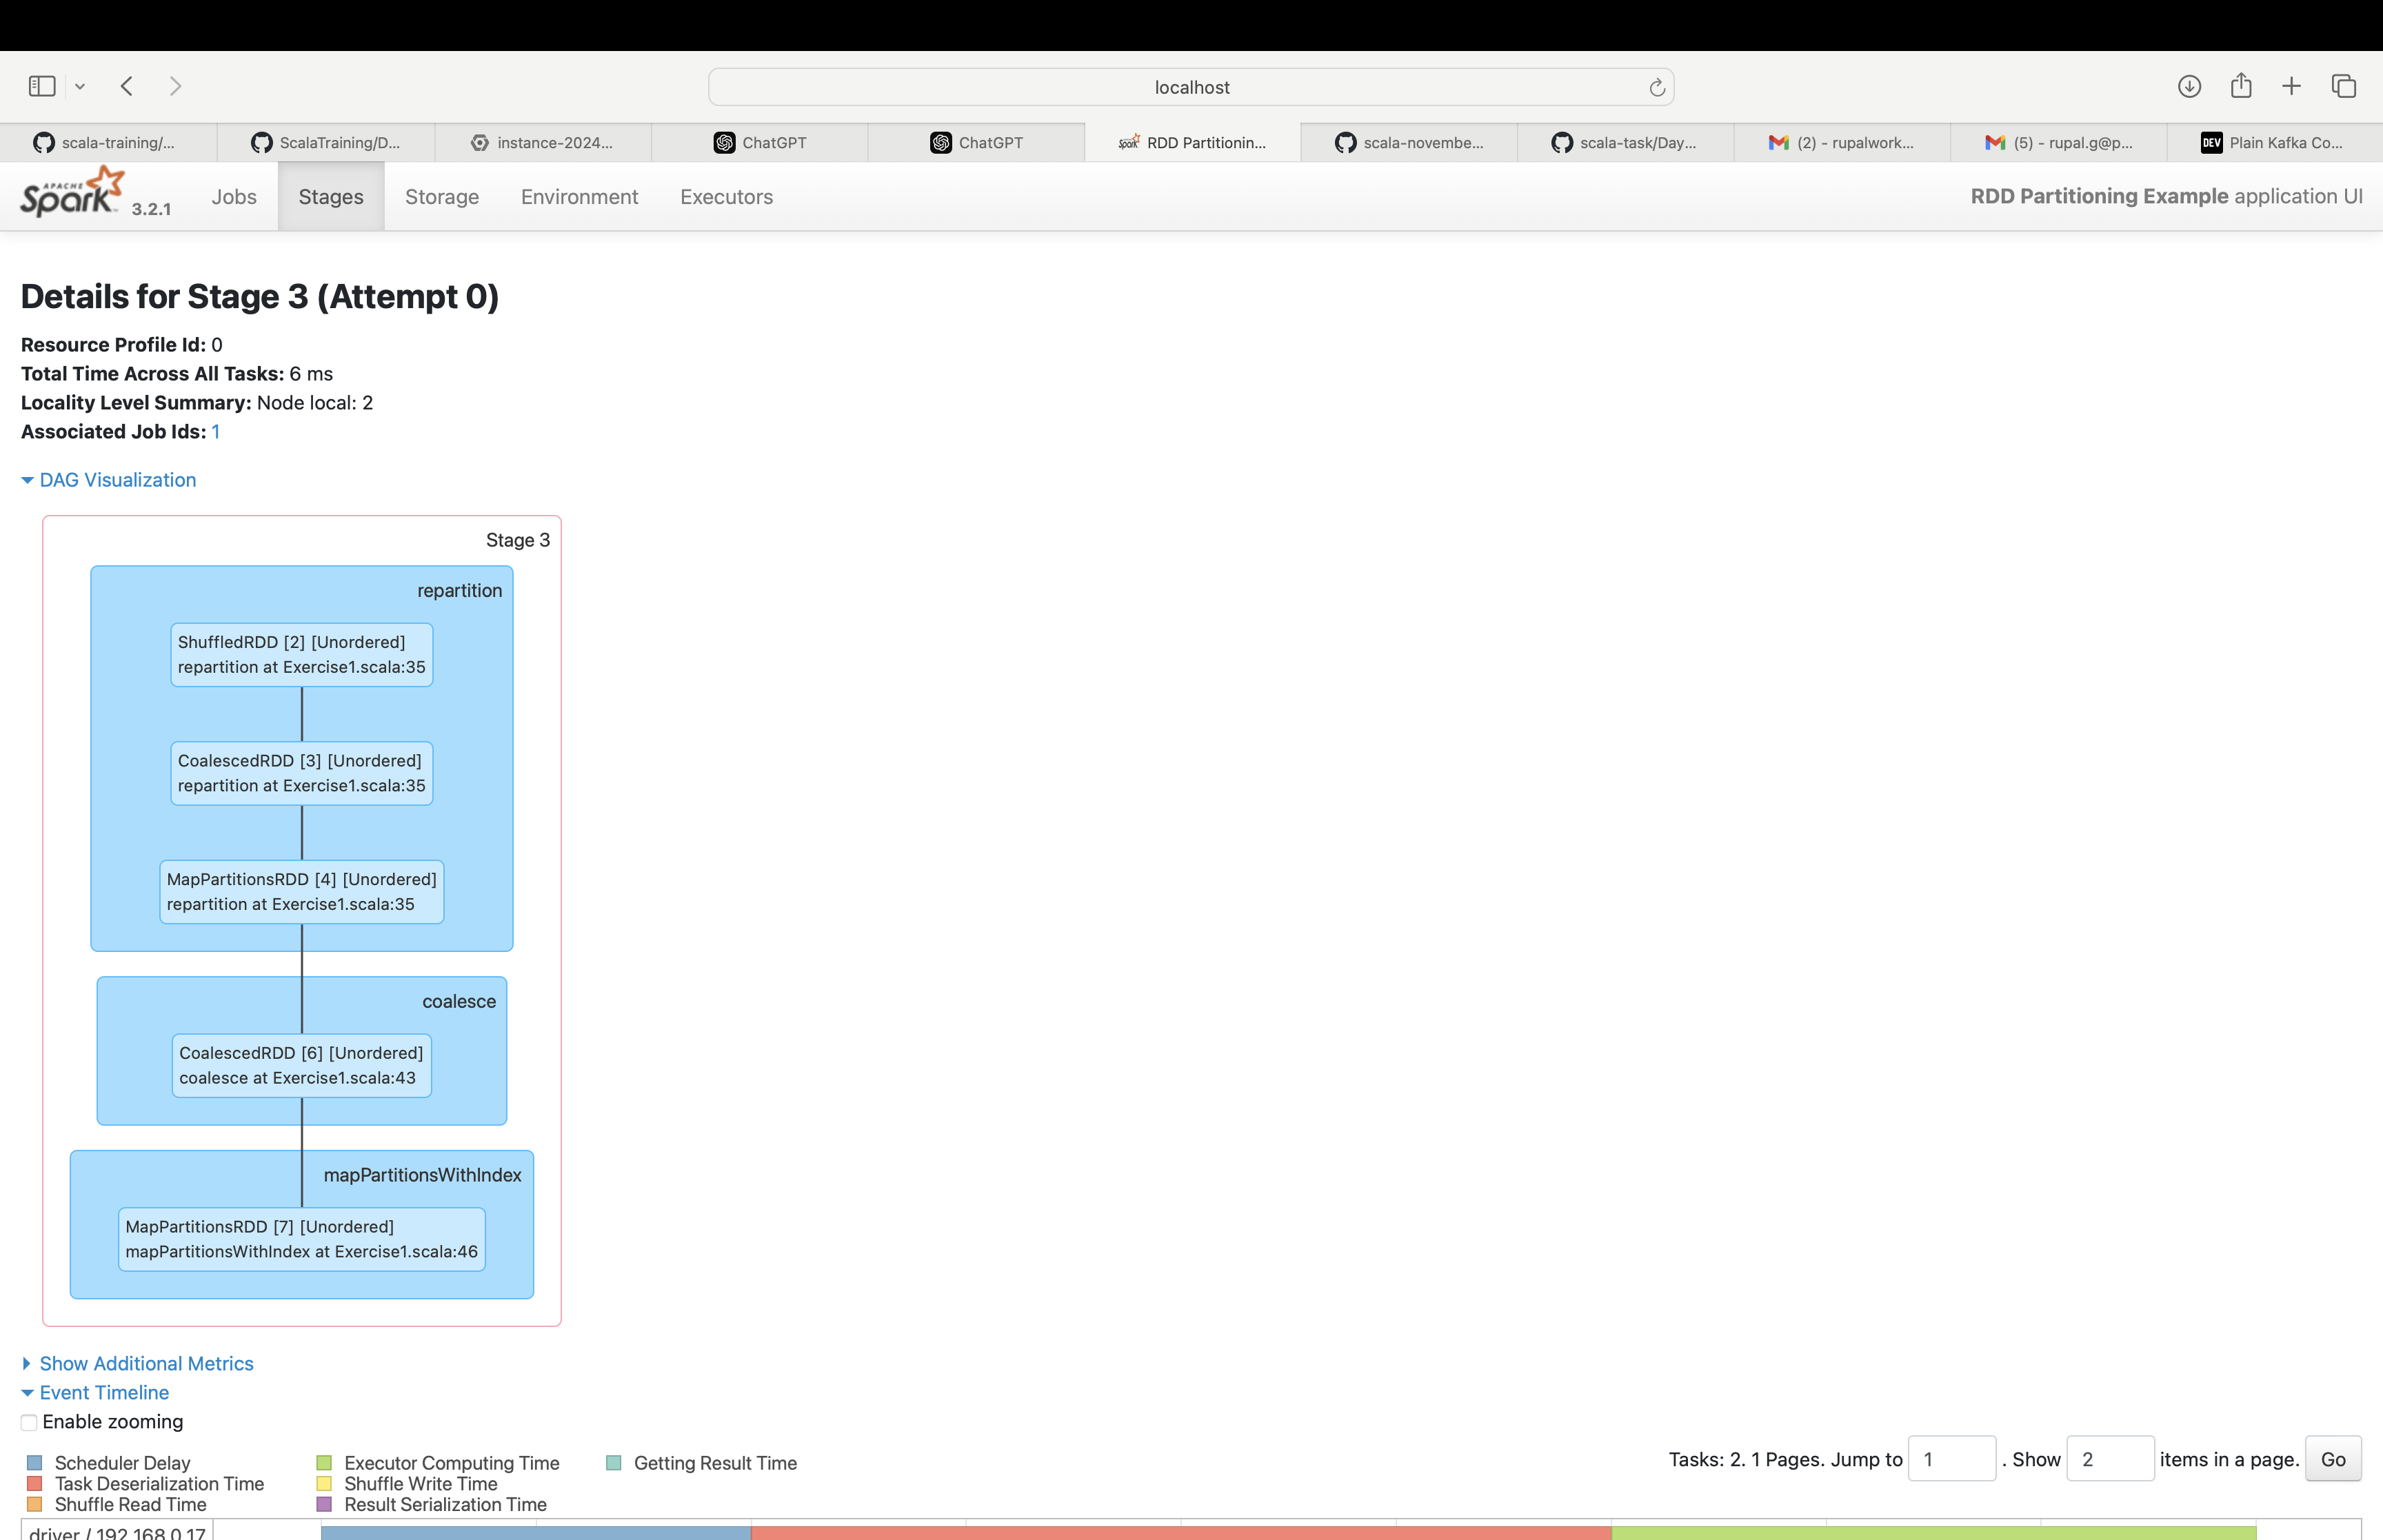 localhost
scala-training/...
ScalaTraining/D...
instance-2024...
ChatGPT
ChatGPT
Spark RDD Partitionin...
scala-novembe...
scala-task/Day...
(2) - rupalwork...
(5) - rupal.g@p...
DEV Plain Kafka Co...
APACHE Spark 3.2.1 Jobs Stages Storage Environment Executors RDD Partitioning Example application UI
Details for Stage 3 (Attempt 0)
Resource Profile Id: 0
Total Time Across All Tasks: 6 ms
Locality Level Summary: Node local: 2
Associated Job Ids: 1
DAG Visualization
Stage 3
repartition
ShuffledRDD [2] [Unordered]
repartition at Exercise1.scala:35
CoalescedRDD [3] [Unordered]
repartition at Exercise1.scala:35
MapPartitionsRDD [4] [Unordered]
repartition at Exercise1.scala:35
coalesce
CoalescedRDD [6] [Unordered]
coalesce at Exercise1.scala:43
mapPartitionsWithIndex
MapPartitionsRDD [7] [Unordered]
mapPartitionsWithIndex at Exercise1.scala:46
Show Additional Metrics
Event Timeline
Enable zooming
Scheduler Delay Executor Computing Time Getting Result Time
Task Deserialization Time Shuffle Write Time
Shuffle Read Time Result Serialization Time
Tasks: 2. 1 Pages. Jump to 1 . Show 2 items in a page. Go
driver / 192.168.0.17